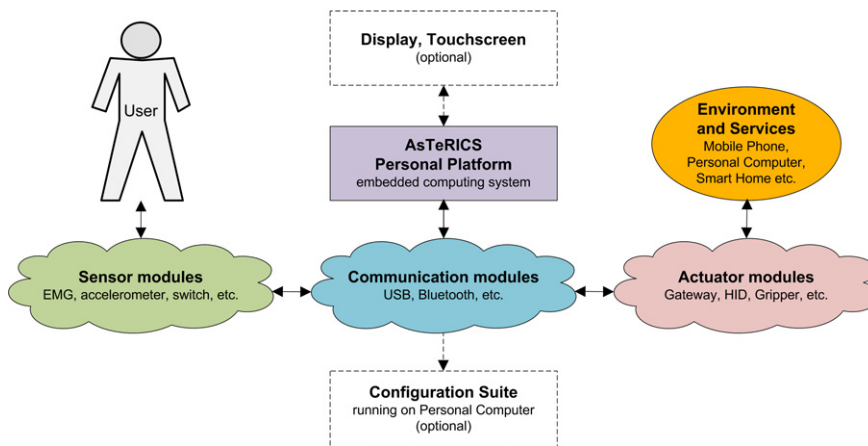 User
Display, Touchscreen
(optional)
AsTeRICS
Personal Platform
embedded computing system
Environment
and Services
Mobile Phone,
Personal Computer,
Smart Home etc.
Sensor modules
EMG, accelerometer, switch, etc.
Communication modules
USB, Bluetooth, etc.
Actuator modules
Gateway, HID, Gripper, etc.
Configuration Suite
running on Personal Computer
(optional)